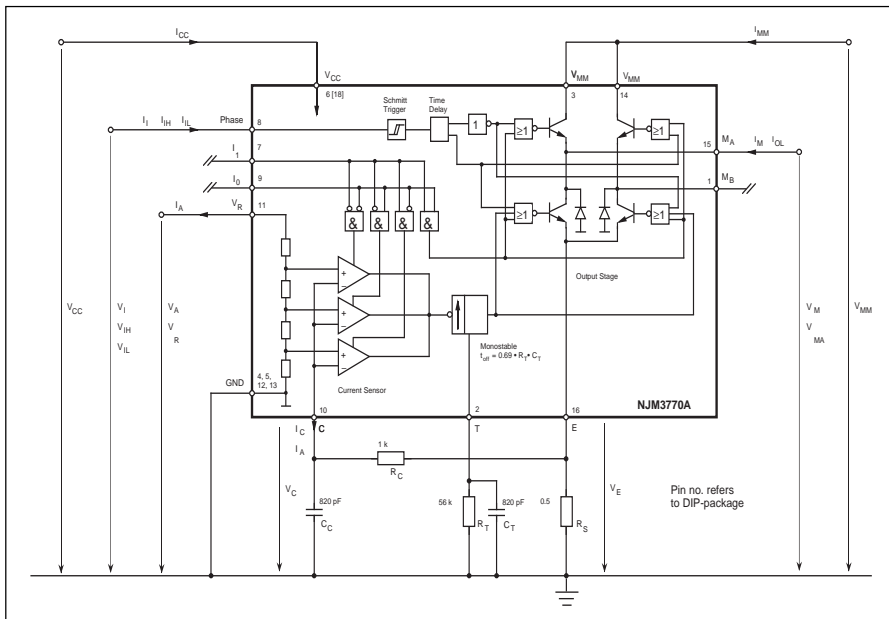 I CC
I MM
V CC
V MM
V MM
6 [18]
3
14
Schmitt
Trigger
Time
Delay
I I I IH I IL
Phase
8
1
≥1
≥1
15
M A
I M I OL
I 1
7
I 0
9
1
M B
I A
V R
11
& & & &
≥1
≥1
Output Stage
+
−
+
−
+
−
V CC
V I
V IH
V IL
V A
V
R
V M
V
MA
V MM
Monostable
t off = 0.69 • R T • C T
GND
4, 5,
12, 13
Current Sensor
NJM3770A
10
2
16
I C
C
T
E
I A
1 k
R C
V C
V E
Pin no. refers
to DIP-package
820 pF
C C
56 k
R T
820 pF
C T
0.5
R S